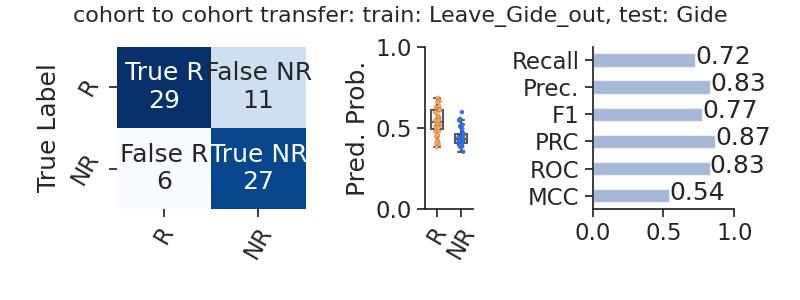 cohort to cohort transfer: train: Leave_Gide_out, test: Gide
True Label
R
NR
True R
29
False NR
11
False R
6
True NR
27
R
NR
Pred. Prob.
1.0
0.5
0.0
R
NR
Recall
0.72
Prec.
0.83
F1
0.77
PRC
0.87
ROC
0.83
MCC
0.54
0.0
0.5
1.0